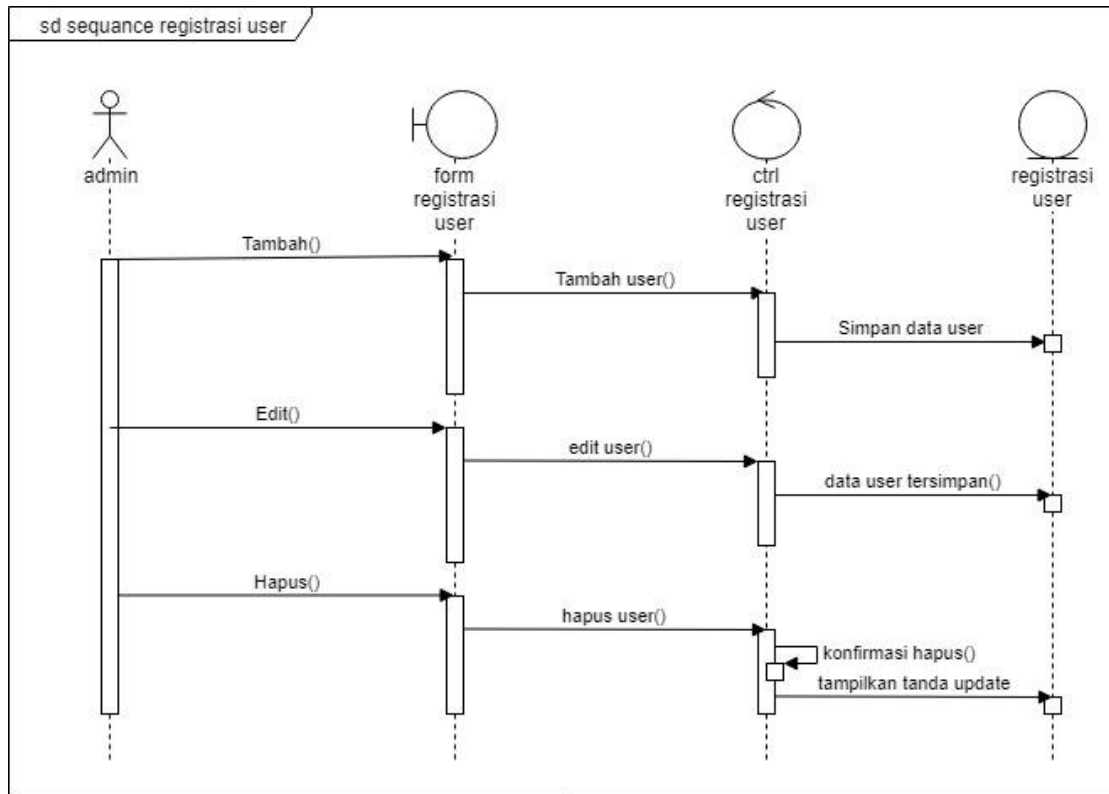 sd sequance registrasi user
admin
form
registrasi
user
ctrl
registrasi
user
registrasi
user
Tambah()
Tambah user()
Simpan data user
Edit()
edit user()
data user tersimpan()
Hapus()
hapus user()
konfirmasi hapus()
tampilkan tanda update